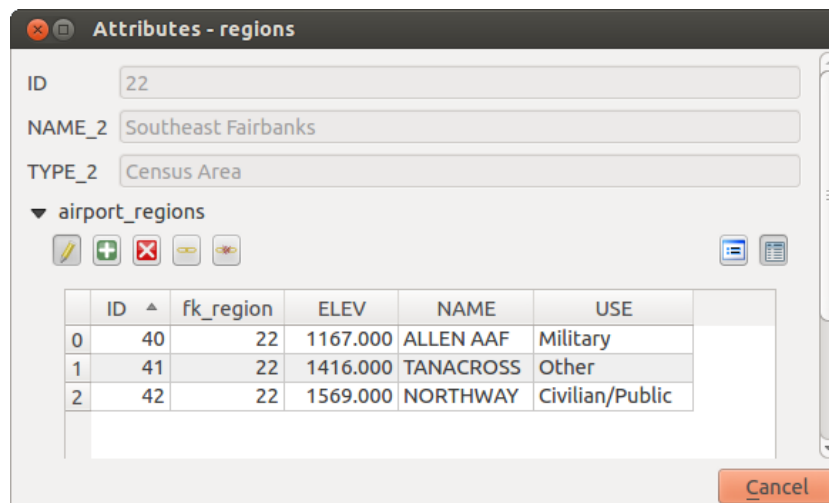 Attributes - regions
ID 22
NAME_2 Southeast Fairbanks
TYPE_2 Census Area
airport_regions
ID fk_region ELEV NAME USE
0 40 22 1167.000 ALLEN AAF Military
1 41 22 1416.000 TANACROSS Other
2 42 22 1569.000 NORTHWAY Civilian/Public
Cancel